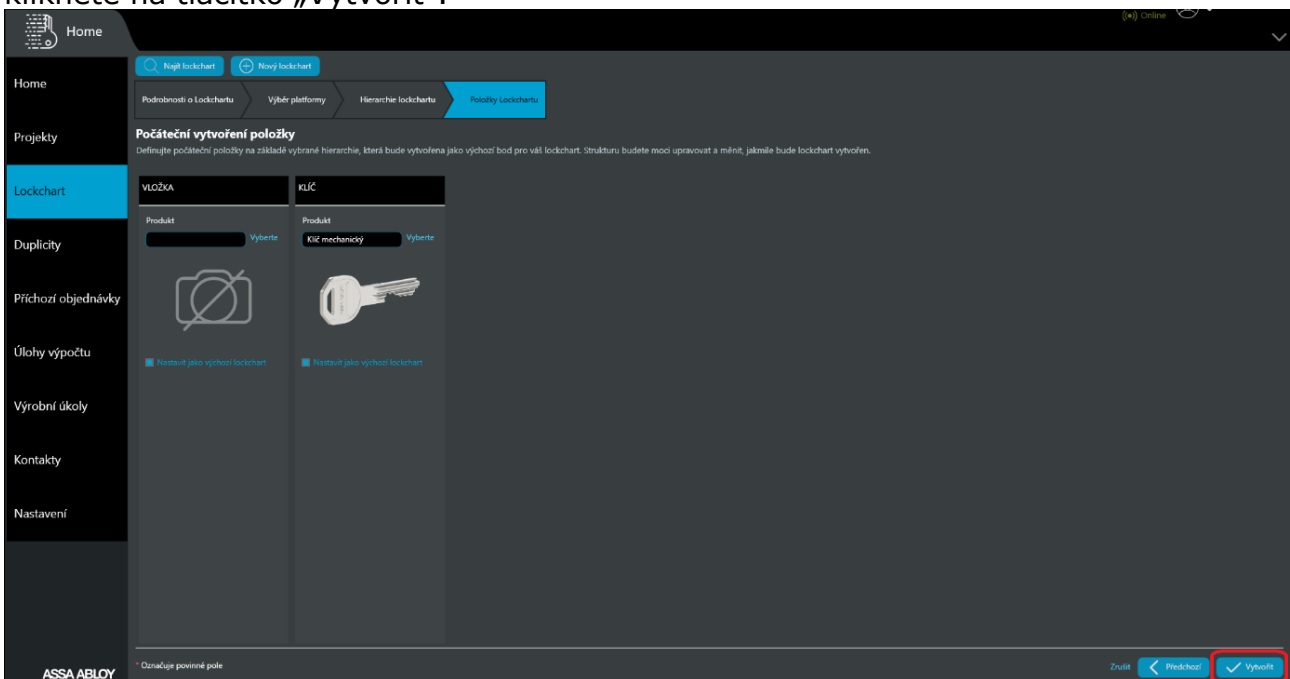 Klikněte na tlačítko „Vytvořit“.
Home
((•)) Online
Najít lockchart
Nový lockchart
Home
Podrobnosti o Lockchartu
Výběr platformy
Hierarchie lockchartu
Položky Lockchartu
Projekty
Počáteční vytvoření položky
Definujte počáteční položky na základě vybrané hierarchie, která bude vytvořena jako výchozí bod pro váš lockchart. Strukturu budete moci upravovat a měnit, jakmile bude lockchart vytvořen.
Lockchart
VLOŽKA
KLÍČ
Produkt
Produkt
Vyberte
Klíč mechanický
Vyberte
Duplicity
Příchozí objednávky
Úlohy výpočtu
Nastavit jako výchozí lockchart
Nastavit jako výchozí lockchart
Výrobní úkoly
Kontakty
Nastavení
ASSA ABLOY
* Označuje povinné pole
Zrušit
Předchozí
Vytvořit